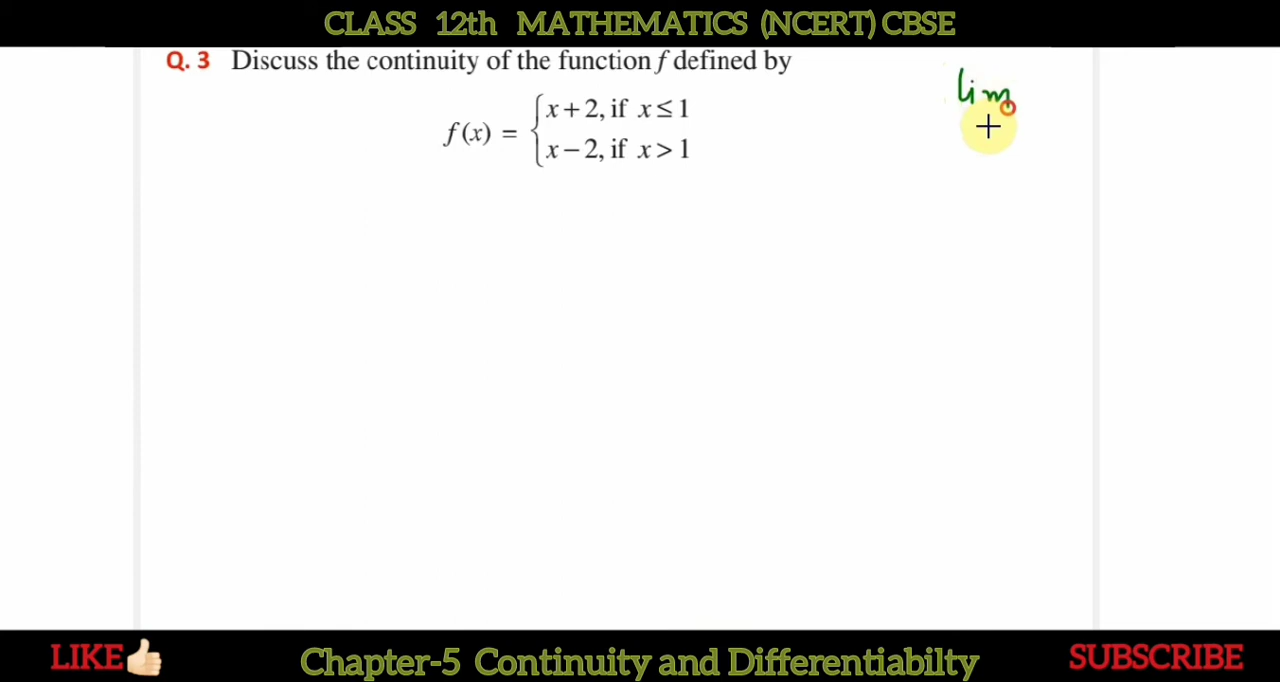 CLASS 12th MATHEMATICS (NCERT) CBSE
Q. 3 Discuss the continuity of the function f defined by
lim
f(x) = { x + 2, if x ≤ 1
x − 2, if x > 1
LIKE Chapter-5 Continuity and Differentiabilty SUBSCRIBE